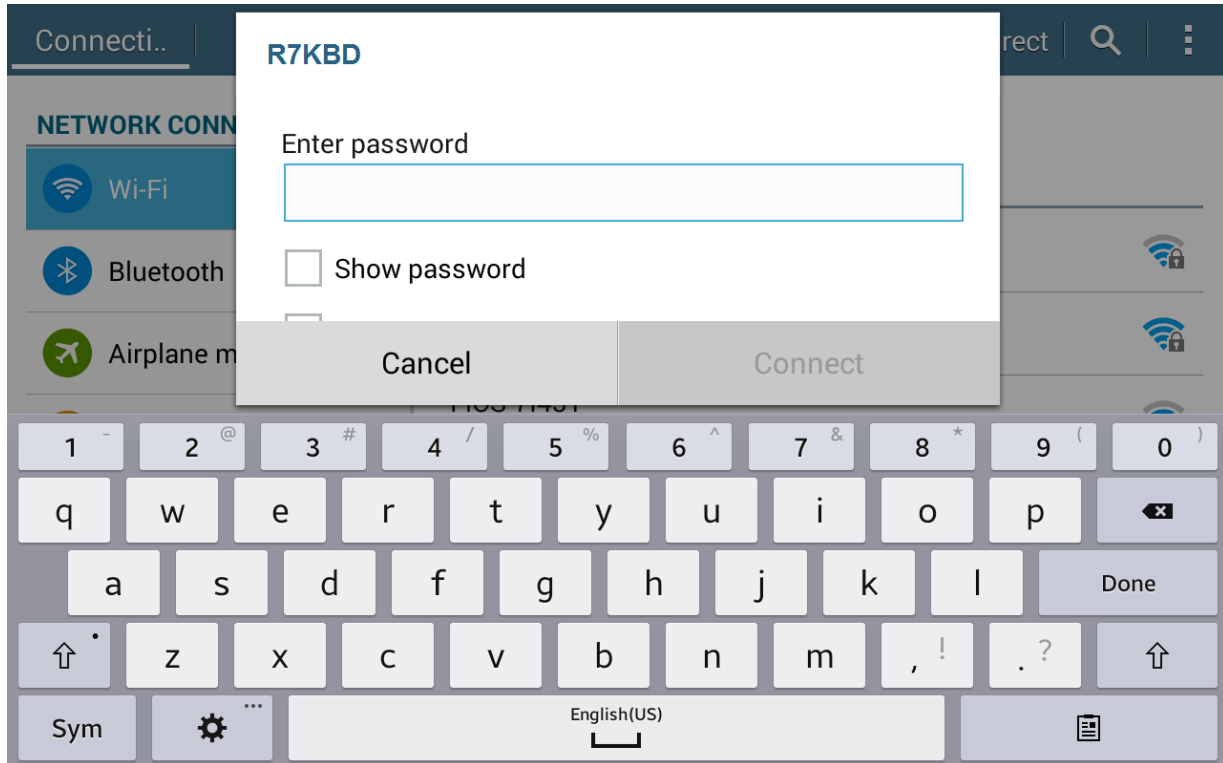 Connecti..
rect
R7KBD
NETWORK CONN
Enter password
Wi-Fi
Show password
Bluetooth
Airplane m
Cancel
Connect
1 - 2 @ 3 # 4 / 5 % 6 ^ 7 & 8 * 9 ( 0 )
q w e r t y u i o p
a s d f g h j k l Done
z x c v b n m , ! . ?
Sym
English(US)